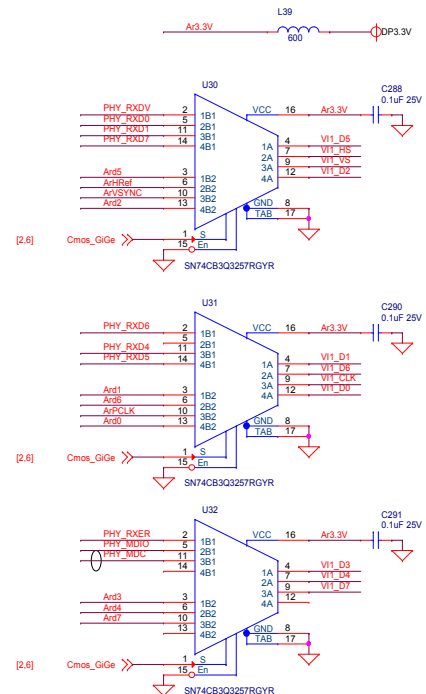 L39
Ar3.3V
DP3.3V
600
U30
C288
0.1uF 25V
PHY_RXDV 2 1B1 VCC 16 Ar3.3V
PHY_RXD0 5 2B1
PHY_RXD1 11 3B1 1A 4 VI1_D5
PHY_RXD7 14 4B1 2A 7 VI1_HS
3A 9 VI1_VS
Ard5 3 1B2 4A 12 VI1_D2
ArHRef 6 2B2
ArVSYNC 10 3B2
Ard2 13 4B2 GND 8
TAB 17
[2,6] Cmos_GiGe 1 S
15 En
SN74CB3Q3257RGYR
U31
C290
0.1uF 25V
PHY_RXD6 2 1B1 VCC 16 Ar3.3V
5 2B1
PHY_RXD4 11 3B1 1A 4 VI1_D1
PHY_RXD5 14 4B1 2A 7 VI1_D6
3A 9 VI1_CLK
Ard1 3 1B2 4A 12 VI1_D0
Ard6 6 2B2
ArPCLK 10 3B2
Ard0 13 4B2 GND 8
TAB 17
[2,6] Cmos_GiGe 1 S
15 En
SN74CB3Q3257RGYR
U32
C291
0.1uF 25V
PHY_RXER 2 1B1 VCC 16 Ar3.3V
PHY_MDIO 5 2B1
PHY_MDC 11 3B1 1A 4 VI1_D3
14 4B1 2A 7 VI1_D4
3A 9 VI1_D7
Ard3 3 1B2 4A 12
Ard4 6 2B2
Ard7 10 3B2
13 4B2 GND 8
TAB 17
[2,6] Cmos_GiGe 1 S
15 En
SN74CB3Q3257RGYR